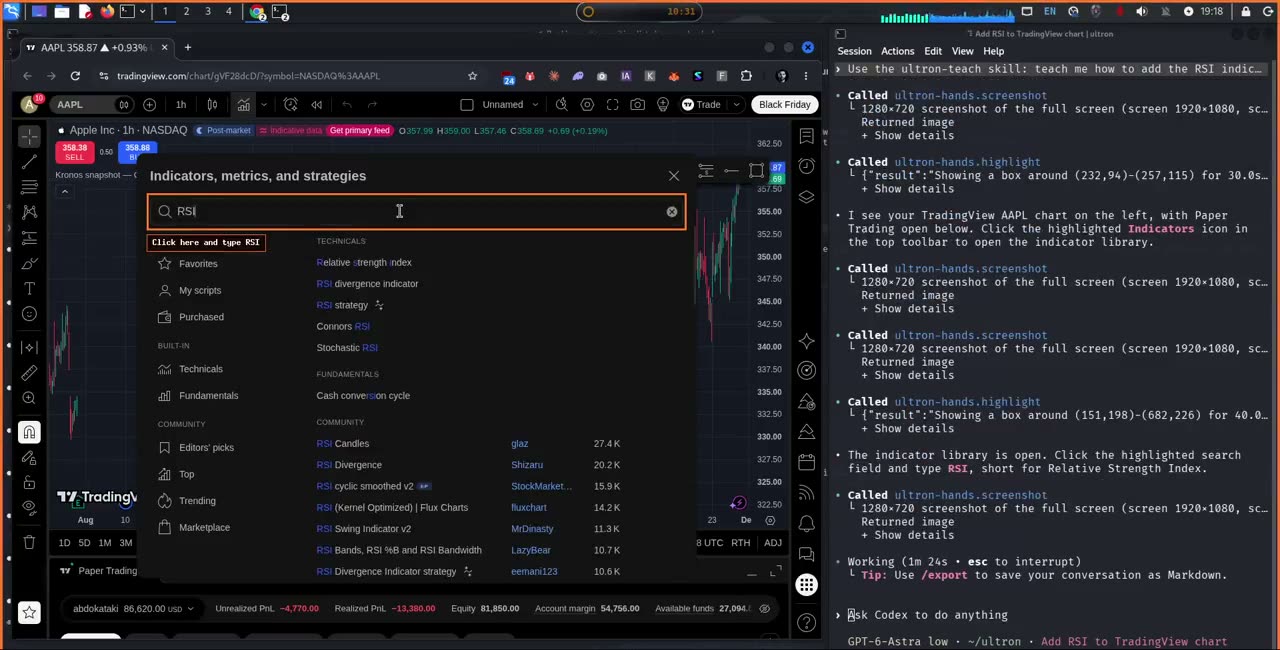 1
2
3
4
2
2
10:31
EN
19:18
AAPL 358.87 ▲ +0.93%
tradingview.com/chart/gVF28dcD/?symbol=NASDAQ%3AAAPL
24
IA
K
S
F
A
10
AAPL
1h
Unnamed
Trade
Black Friday
Apple Inc · 1h · NASDAQ
Post-market
Indicative data
Get primary feed
O357.99 H359.00 L357.46 C358.69 +0.69 (+0.19%)
358.38
SELL
0.50
358.88
Kronos snapshot —
362.50
.87
.69
357.50
355.00
352.50
350.00
347.50
345.00
342.50
340.00
337.50
335.00
332.50
330.00
327.50
325.00
322.50
Indicators, metrics, and strategies
RSI
Click here and type RSI
Favorites
My scripts
Purchased
BUILT-IN
Technicals
Fundamentals
COMMUNITY
Editors' picks
Top
Trending
Marketplace
TECHNICALS
Relative strength index
RSI divergence indicator
RSI strategy
Connors RSI
Stochastic RSI
FUNDAMENTALS
Cash conversion cycle
COMMUNITY
RSI Candles glaz 27.4 K
RSI Divergence Shizaru 20.2 K
RSI cyclic smoothed v2 StockMarket… 15.9 K
RSI (Kernel Optimized) | Flux Charts fluxchart 14.2 K
RSI Swing Indicator v2 MrDinasty 11.3 K
RSI Bands, RSI %B and RSI Bandwidth LazyBear 10.7 K
RSI Divergence Indicator strategy eemani123 10.6 K
TradingV
Aug
10
23
De
1D 5D 1M 3M
UTC RTH ADJ
Paper Trading
abdokataki 86,620.00 USD
Unrealized PnL −4,770.00
Realized PnL −13,380.00
Equity 81,850.00
Account margin 54,756.00
Available funds 27,094.
Add RSI to TradingView chart | ultron
Session Actions Edit View Help
› Use the ultron-teach skill: teach me how to add the RSI indic…
• Called ultron-hands.screenshot
└ 1280×720 screenshot of the full screen (screen 1920×1080, sc…
Returned image
+ Show details
• Called ultron-hands.highlight
└ {"result":"Showing a box around (232,94)-(257,115) for 30.0s…
+ Show details
• I see your TradingView AAPL chart on the left, with Paper
Trading open below. Click the highlighted Indicators icon in
the top toolbar to open the indicator library.
• Called ultron-hands.screenshot
└ 1280×720 screenshot of the full screen (screen 1920×1080, sc…
Returned image
+ Show details
• Called ultron-hands.screenshot
└ 1280×720 screenshot of the full screen (screen 1920×1080, sc…
Returned image
+ Show details
• Called ultron-hands.highlight
└ {"result":"Showing a box around (151,198)-(682,226) for 40.0…
+ Show details
• The indicator library is open. Click the highlighted search
field and type RSI, short for Relative Strength Index.
• Called ultron-hands.screenshot
└ 1280×720 screenshot of the full screen (screen 1920×1080, sc…
Returned image
+ Show details
• Working (1m 24s • esc to interrupt)
└ Tip: Use /export to save your conversation as Markdown.
› Ask Codex to do anything
GPT-6-Astra low · ~/ultron · Add RSI to TradingView chart